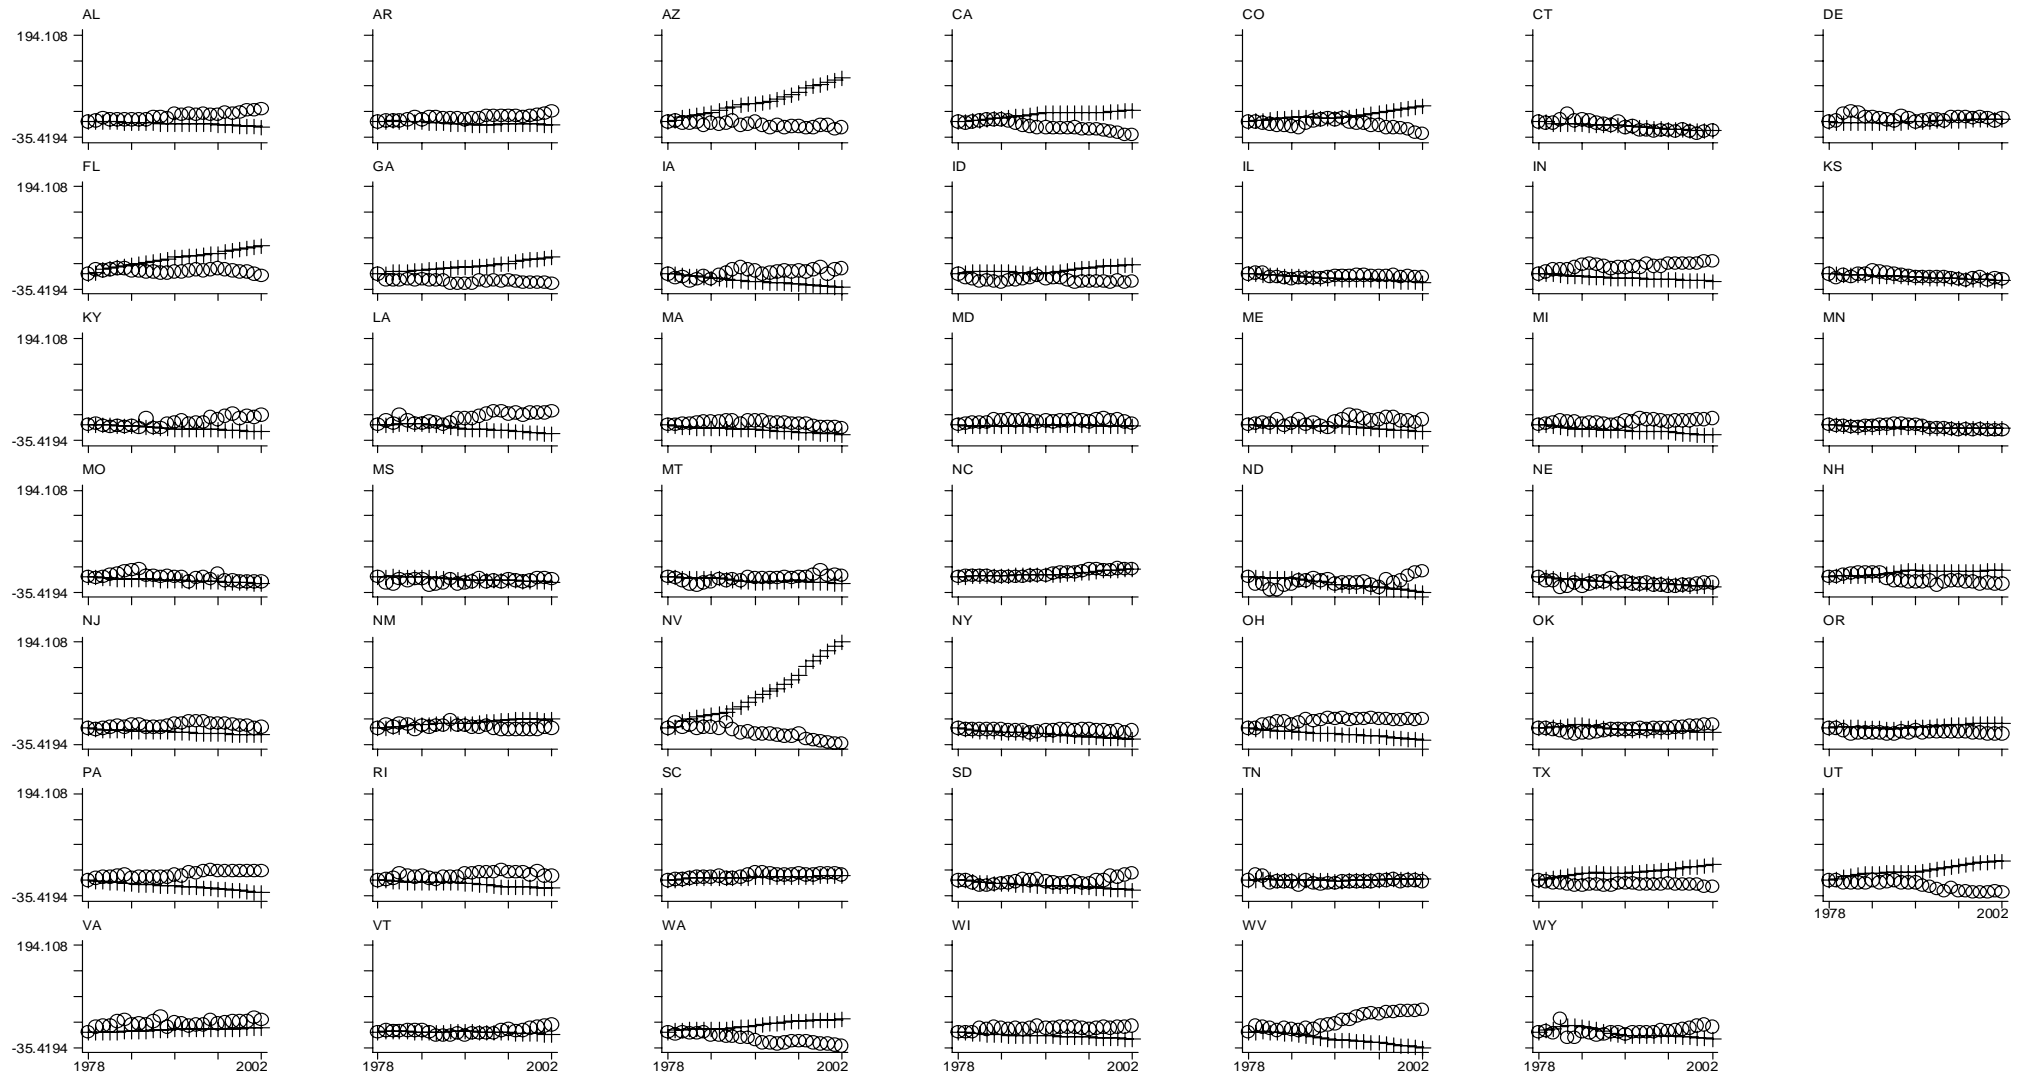 AL AR AZ CA CO CT DE
194.108
-35.4194
FL GA IA ID IL IN KS
194.108
-35.4194
KY LA MA MD ME MI MN
194.108
-35.4194
MO MS MT NC ND NE NH
194.108
-35.4194
NJ NM NV NY OH OK OR
194.108
-35.4194
PA RI SC SD TN TX UT
194.108
-35.4194
1978 2002
VA VT WA WI WV WY
194.108
-35.4194
1978 2002 1978 2002 1978 2002 1978 2002 1978 2002 1978 2002